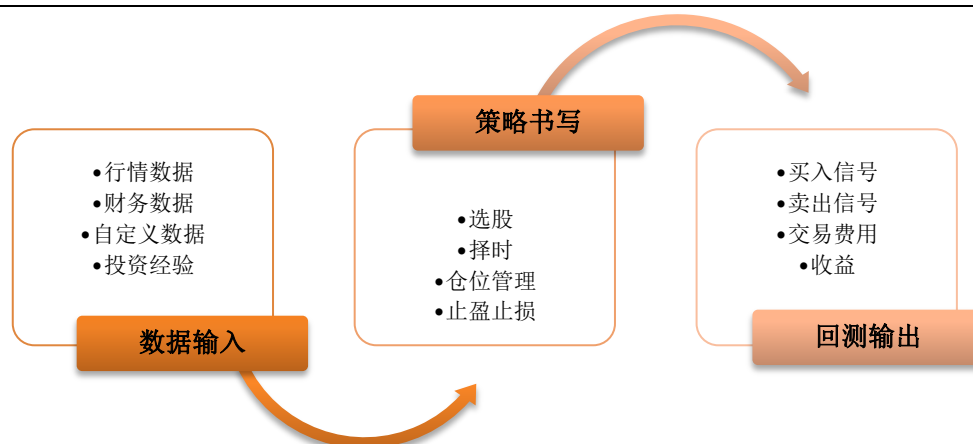 •行情数据
•财务数据
•自定义数据
•投资经验
数据输入
策略书写
•选股
•择时
•仓位管理
•止盈止损
•买入信号
•卖出信号
•交易费用
•收益
回测输出